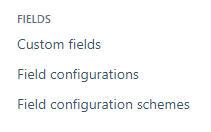 FIELDS
Custom fields
Field configurations
Field configuration schemes